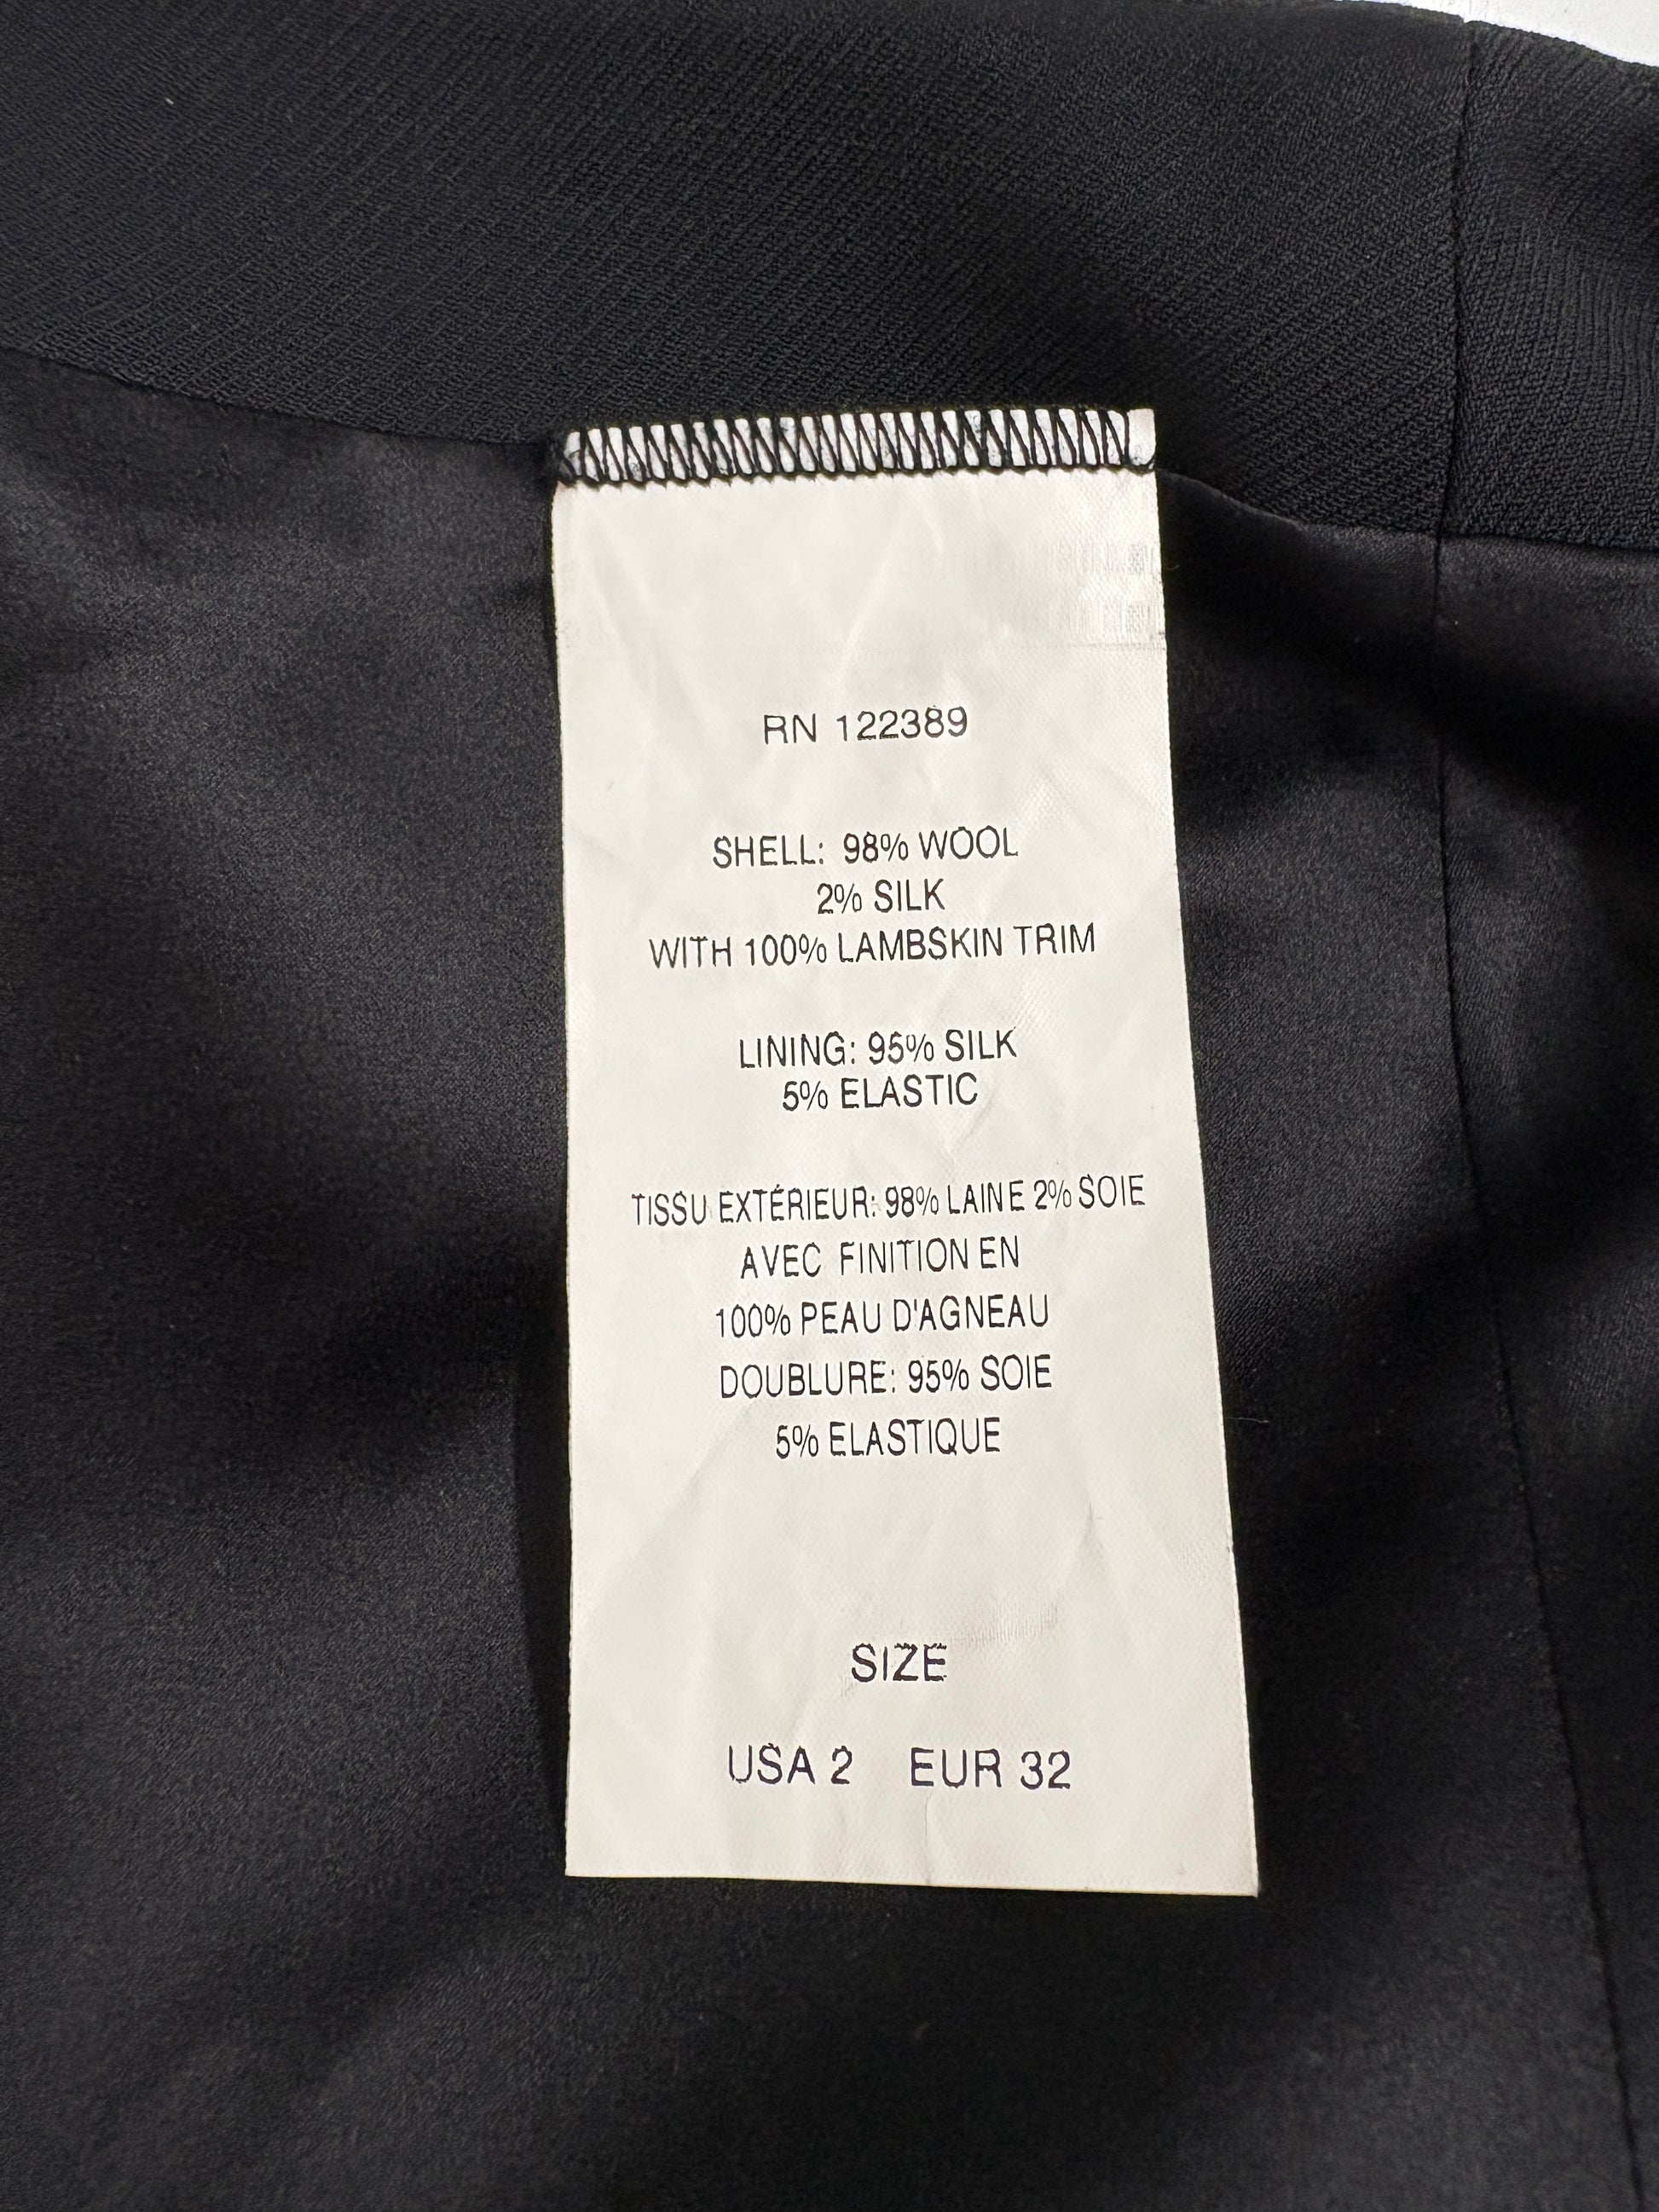 RN 122389
SHELL: 98% WOOL
2% SILK
WITH 100% LAMBSKIN TRIM
LINING: 95% SILK
5% ELASTIC
TISSU EXTÉRIEUR: 98% LAINE 2% SOIE
AVEC FINITION EN
100% PEAU D'AGNEAU
DOUBLURE: 95% SOIE
5% ELASTIQUE
SIZE
USA 2 EUR 32